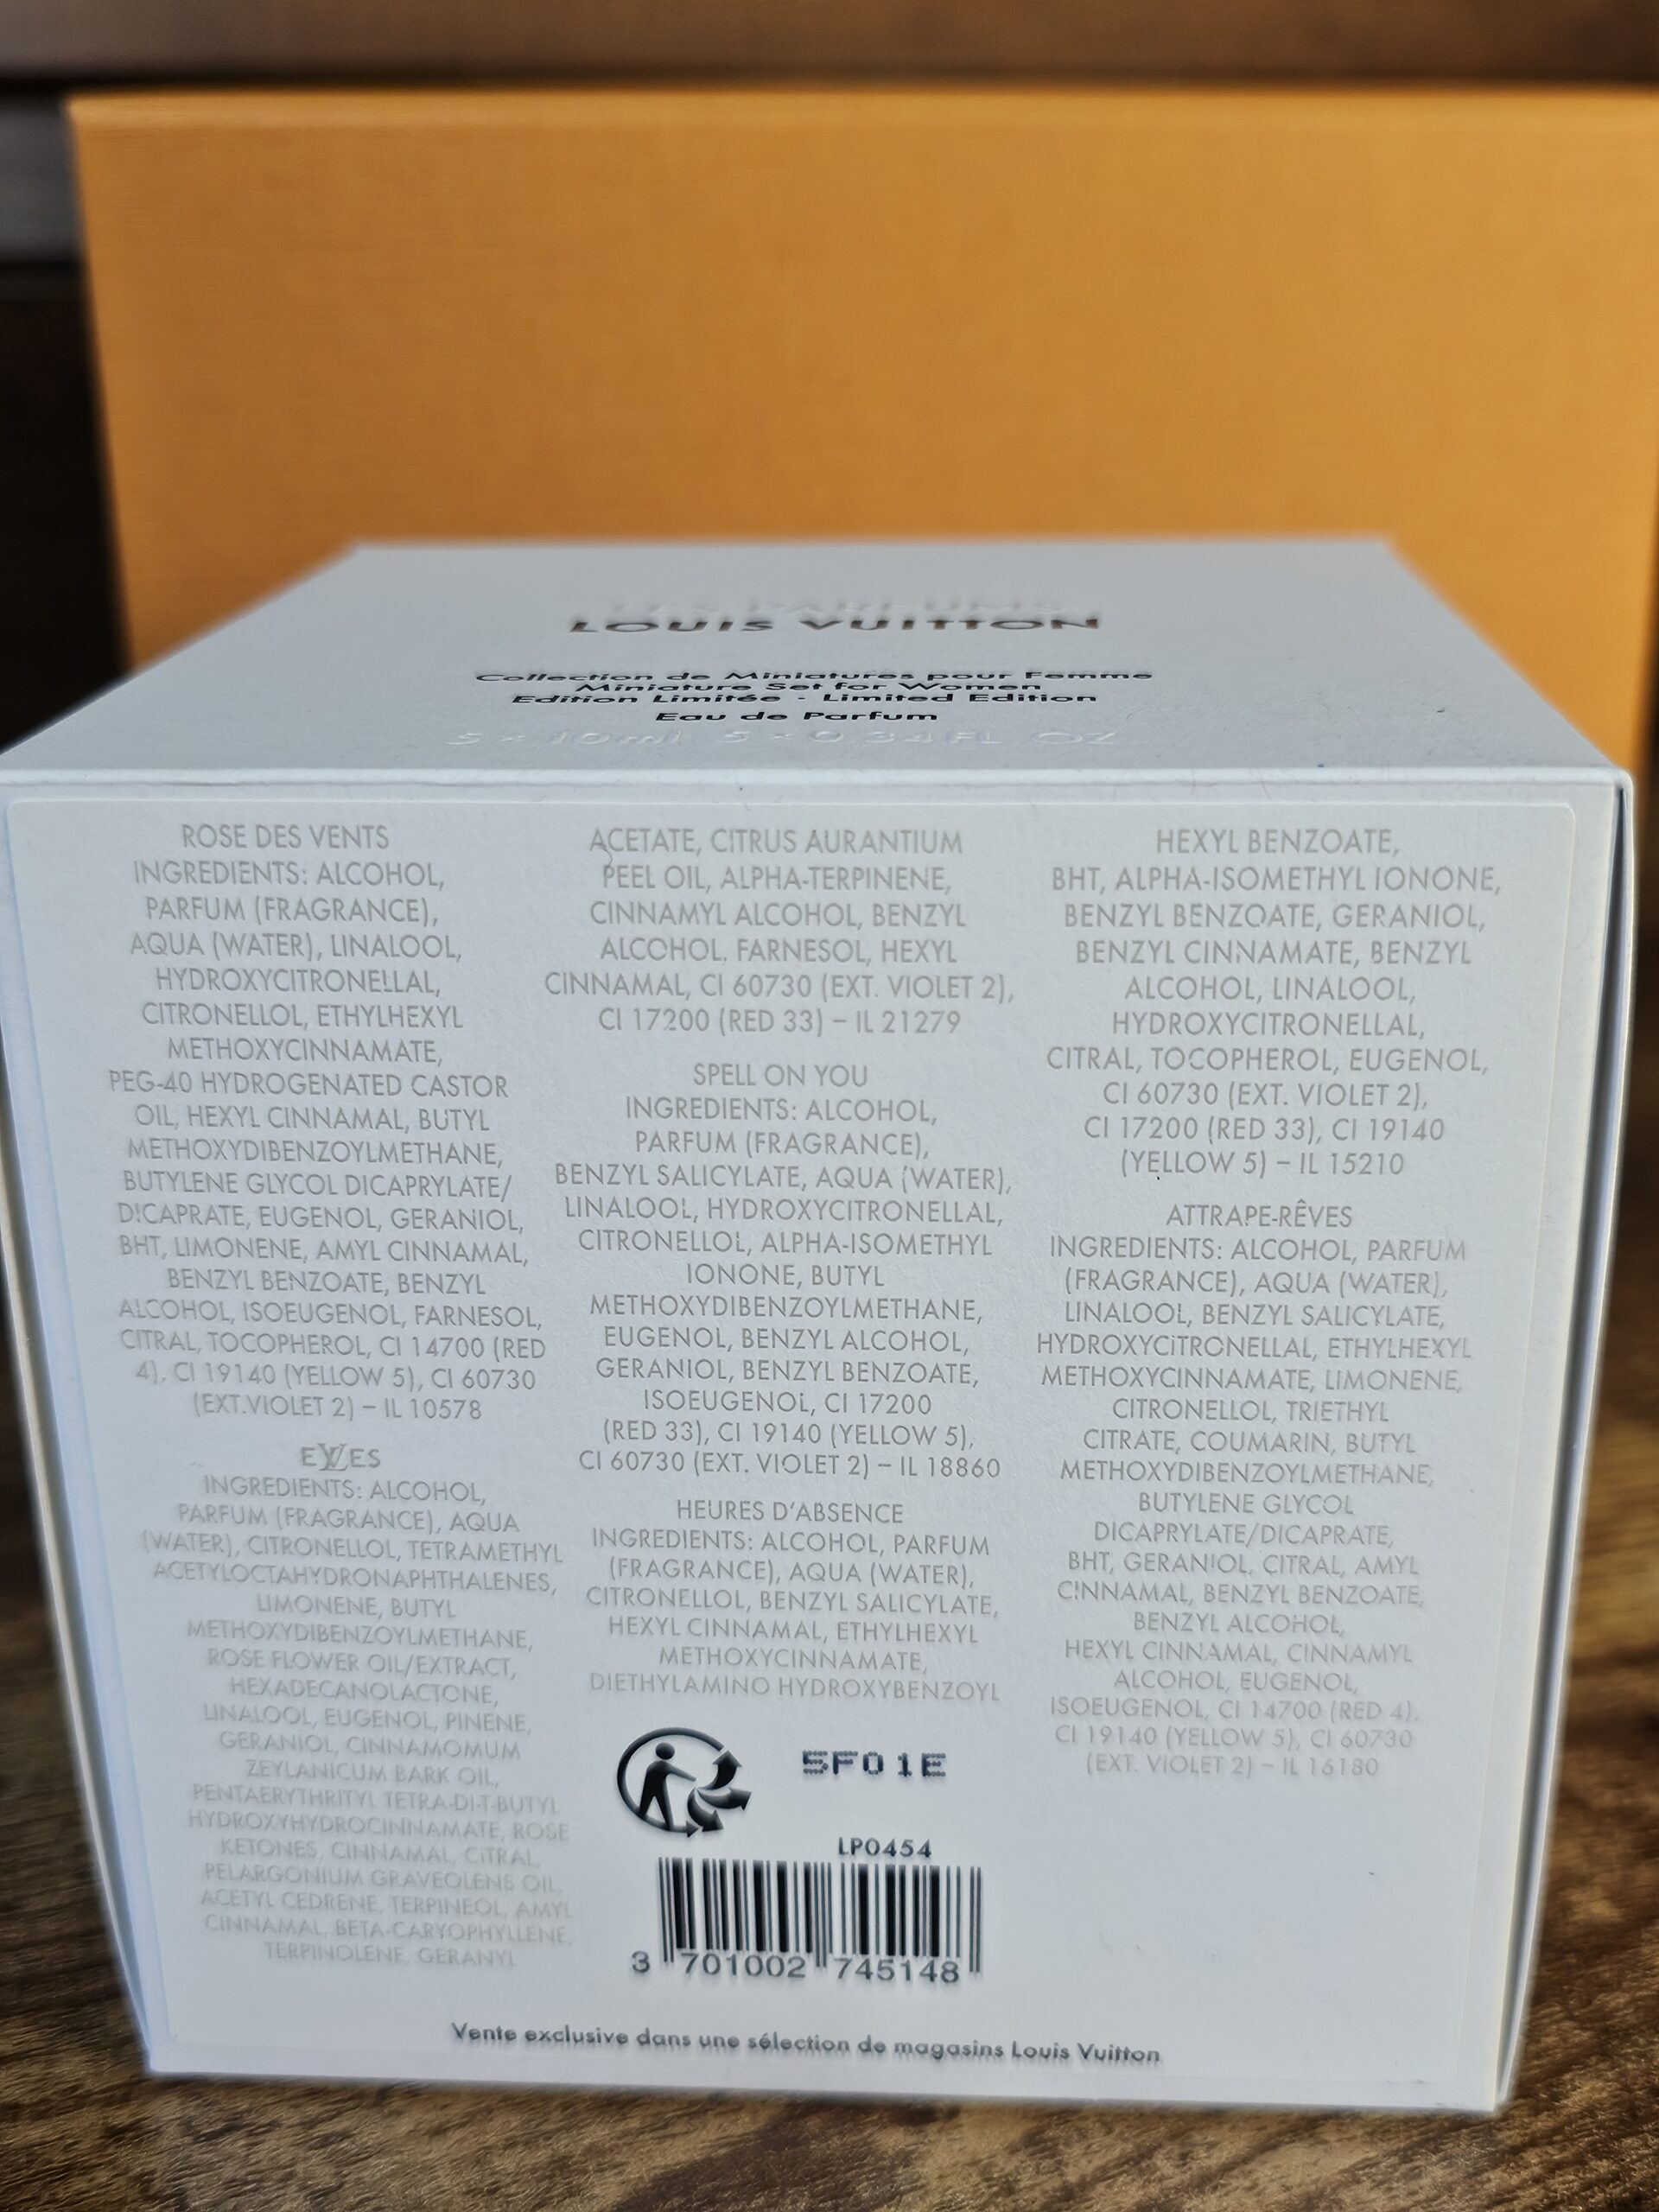 LES PARFUMS
LOUIS VUITTON
Collection de Miniatures pour Femme
Miniature Set for Women
Edition Limitée - Limited Edition
Eau de Parfum
5 x 10 ml 5 x 0.34 FL. OZ.
ROSE DES VENTS
INGREDIENTS: ALCOHOL,
PARFUM (FRAGRANCE),
AQUA (WATER), LINALOOL,
HYDROXYCITRONELLAL,
CITRONELLOL, ETHYLHEXYL
METHOXYCINNAMATE,
PEG-40 HYDROGENATED CASTOR
OIL, HEXYL CINNAMAL, BUTYL
METHOXYDIBENZOYLMETHANE,
BUTYLENE GLYCOL DICAPRYLATE/
DICAPRATE, EUGENOL, GERANIOL,
BHT, LIMONENE, AMYL CINNAMAL,
BENZYL BENZOATE, BENZYL
ALCOHOL, ISOEUGENOL, FARNESOL,
CITRAL, TOCOPHEROL, CI 14700 (RED
4), CI 19140 (YELLOW 5), CI 60730
(EXT.VIOLET 2) – IL 10578
ELVES
INGREDIENTS: ALCOHOL,
PARFUM (FRAGRANCE), AQUA
(WATER), CITRONELLOL, TETRAMETHYL
ACETYLOCTAHYDRONAPHTHALENES,
LIMONENE, BUTYL
METHOXYDIBENZOYLMETHANE,
ROSE FLOWER OIL/EXTRACT,
HEXADECANOLACTONE,
LINALOOL, EUGENOL, PINENE,
GERANIOL, CINNAMOMUM
ZEYLANICUM BARK OIL,
PENTAERYTHRITYL TETRA-DI-T-BUTYL
HYDROXYHYDROCINNAMATE, ROSE
KETONES, CINNAMAL, CITRAL,
PELARGONIUM GRAVEOLENS OIL,
ACETYL CEDRENE, TERPINEOL, AMYL
CINNAMAL, BETA-CARYOPHYLLENE,
TERPINOLENE, GERANYL
ACETATE, CITRUS AURANTIUM
PEEL OIL, ALPHA-TERPINENE,
CINNAMYL ALCOHOL, BENZYL
ALCOHOL, FARNESOL, HEXYL
CINNAMAL, CI 60730 (EXT. VIOLET 2),
CI 17200 (RED 33) – IL 21279
SPELL ON YOU
INGREDIENTS: ALCOHOL,
PARFUM (FRAGRANCE),
BENZYL SALICYLATE, AQUA (WATER),
LINALOOL, HYDROXYCITRONELLAL,
CITRONELLOL, ALPHA-ISOMETHYL
IONONE, BUTYL
METHOXYDIBENZOYLMETHANE,
EUGENOL, BENZYL ALCOHOL,
GERANIOL, BENZYL BENZOATE,
ISOEUGENOL, CI 17200
(RED 33), CI 19140 (YELLOW 5),
CI 60730 (EXT. VIOLET 2) – IL 18860
HEURES D'ABSENCE
INGREDIENTS: ALCOHOL, PARFUM
(FRAGRANCE), AQUA (WATER),
CITRONELLOL, BENZYL SALICYLATE,
HEXYL CINNAMAL, ETHYLHEXYL
METHOXYCINNAMATE,
DIETHYLAMINO HYDROXYBENZOYL
HEXYL BENZOATE,
BHT, ALPHA-ISOMETHYL IONONE,
BENZYL BENZOATE, GERANIOL,
BENZYL CINNAMATE, BENZYL
ALCOHOL, LINALOOL,
HYDROXYCITRONELLAL,
CITRAL, TOCOPHEROL, EUGENOL,
CI 60730 (EXT. VIOLET 2),
CI 17200 (RED 33), CI 19140
(YELLOW 5) – IL 15210
ATTRAPE-RÊVES
INGREDIENTS: ALCOHOL, PARFUM
(FRAGRANCE), AQUA (WATER),
LINALOOL, BENZYL SALICYLATE,
HYDROXYCITRONELLAL, ETHYLHEXYL
METHOXYCINNAMATE, LIMONENE,
CITRONELLOL, TRIETHYL
CITRATE, COUMARIN, BUTYL
METHOXYDIBENZOYLMETHANE,
BUTYLENE GLYCOL
DICAPRYLATE/DICAPRATE,
BHT, GERANIOL, CITRAL, AMYL
CINNAMAL, BENZYL BENZOATE,
BENZYL ALCOHOL,
HEXYL CINNAMAL, CINNAMYL
ALCOHOL, EUGENOL,
ISOEUGENOL, CI 14700 (RED 4),
CI 19140 (YELLOW 5), CI 60730
(EXT. VIOLET 2) – IL 16180
5F01E
LP0454
3 701002 745148
Vente exclusive dans une sélection de magasins Louis Vuitton